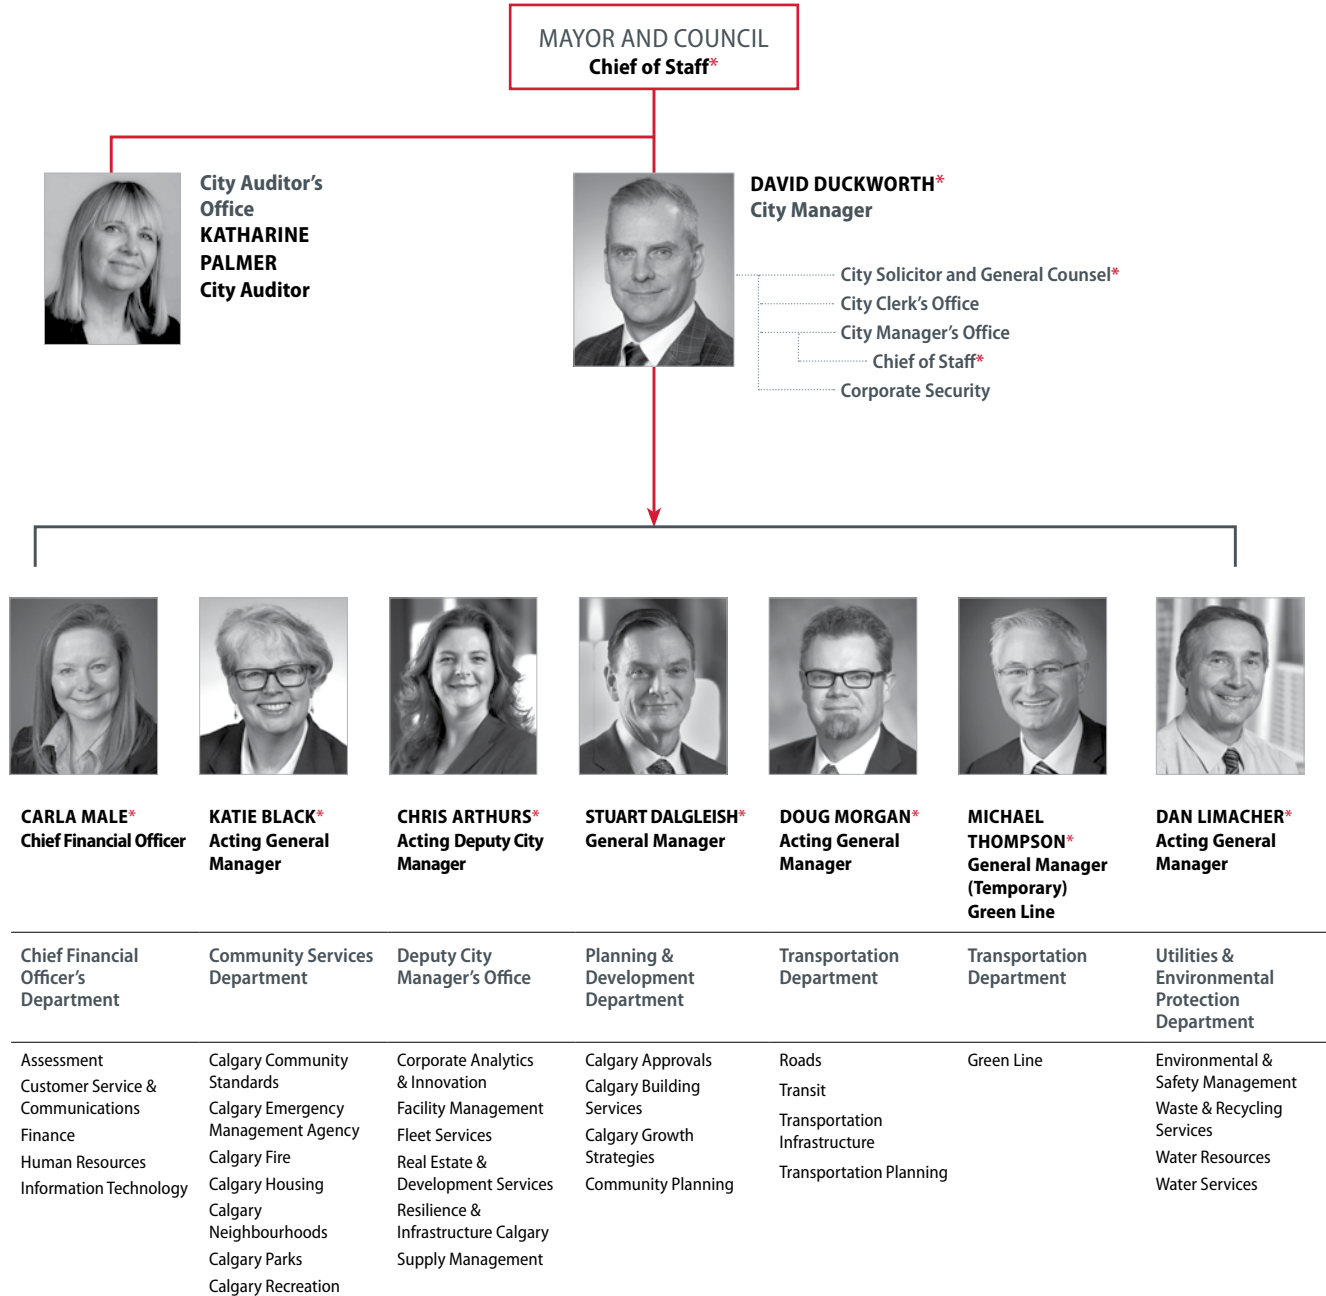 MAYOR AND COUNCIL
Chief of Staff*
City Auditor’s
Office
KATHARINE
PALMER
City Auditor
DAVID DUCKWORTH*
City Manager
City Solicitor and General Counsel*
City Clerk’s Office
City Manager’s Office
Chief of Staff*
Corporate Security
CARLA MALE*
Chief Financial Officer
KATIE BLACK*
Acting General
Manager
CHRIS ARTHURS*
Acting Deputy City
Manager
STUART DALGLEISH*
General Manager
DOUG MORGAN*
Acting General
Manager
MICHAEL
THOMPSON*
General Manager
(Temporary)
Green Line
DAN LIMACHER*
Acting General
Manager
Chief Financial
Officer’s
Department
Community Services
Department
Deputy City
Manager’s Office
Planning &
Development
Department
Transportation
Department
Transportation
Department
Utilities &
Environmental
Protection
Department
Assessment
Customer Service &
Communications
Finance
Human Resources
Information Technology
Calgary Community
Standards
Calgary Emergency
Management Agency
Calgary Fire
Calgary Housing
Calgary
Neighbourhoods
Calgary Parks
Calgary Recreation
Corporate Analytics
& Innovation
Facility Management
Fleet Services
Real Estate &
Development Services
Resilience &
Infrastructure Calgary
Supply Management
Calgary Approvals
Calgary Building
Services
Calgary Growth
Strategies
Community Planning
Roads
Transit
Transportation
Infrastructure
Transportation Planning
Green Line
Environmental &
Safety Management
Waste & Recycling
Services
Water Resources
Water Services